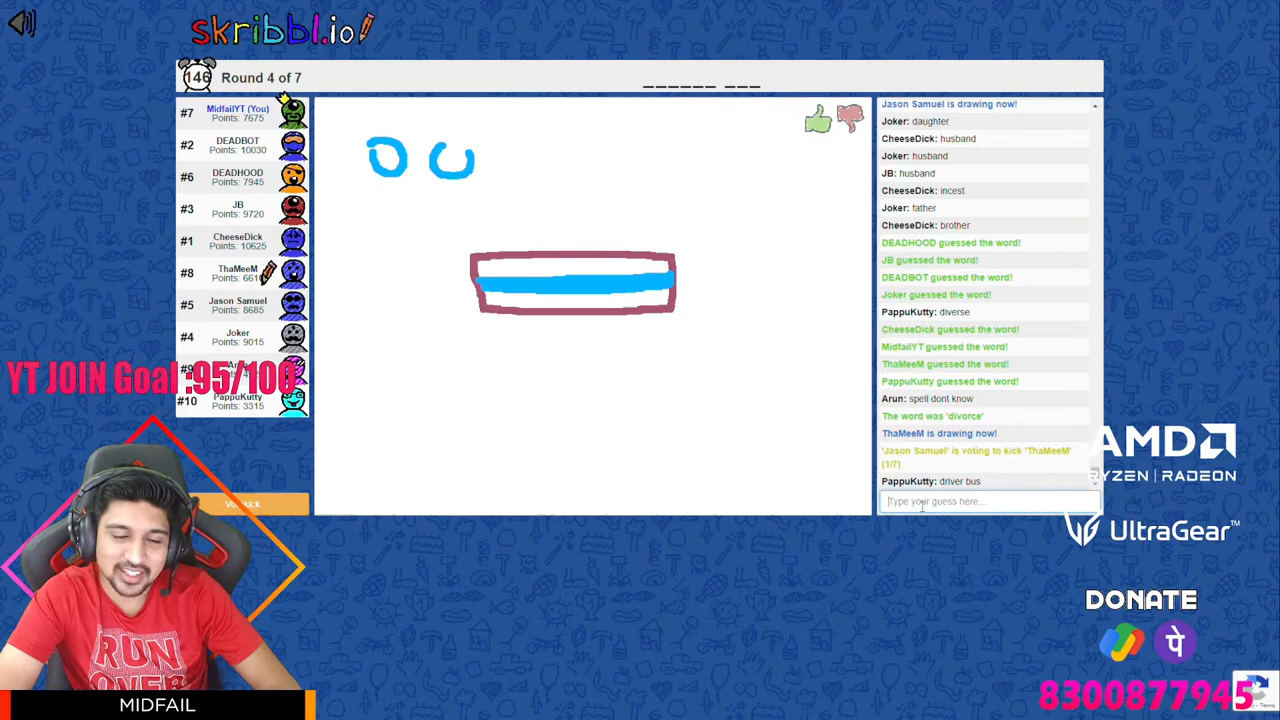 skribbl.io
146
Round 4 of 7
______ ___
#7
MidfailYT (You)
Points: 7675
#2
DEADBOT
Points: 10030
#6
DEADHOOD
Points: 7945
#3
JB
Points: 9720
#1
CheeseDick
Points: 10625
#8
ThaMeeM
#5
Jason Samuel
Points: 8685
#4
Joker
Points: 9015
#10
PappuKutty
Points: 3315
YT JOIN Goal :95/100
Jason Samuel is drawing now!
Joker: daughter
CheeseDick: husband
Joker: husband
JB: husband
CheeseDick: incest
Joker: father
CheeseDick: brother
DEADHOOD guessed the word!
JB guessed the word!
DEADBOT guessed the word!
Joker guessed the word!
PappuKutty: diverse
CheeseDick guessed the word!
MidfailYT guessed the word!
ThaMeeM guessed the word!
PappuKutty guessed the word!
Arun: spell dont know
The word was 'divorce'
ThaMeeM is drawing now!
'Jason Samuel' is voting to kick 'ThaMeeM'
(1/7)
PappuKutty: driver bus
Type your guess here...
AMD
RYZEN | RADEON
UltraGear™
DONATE
पे
8300877945
RUN
OVER
MIDFAIL